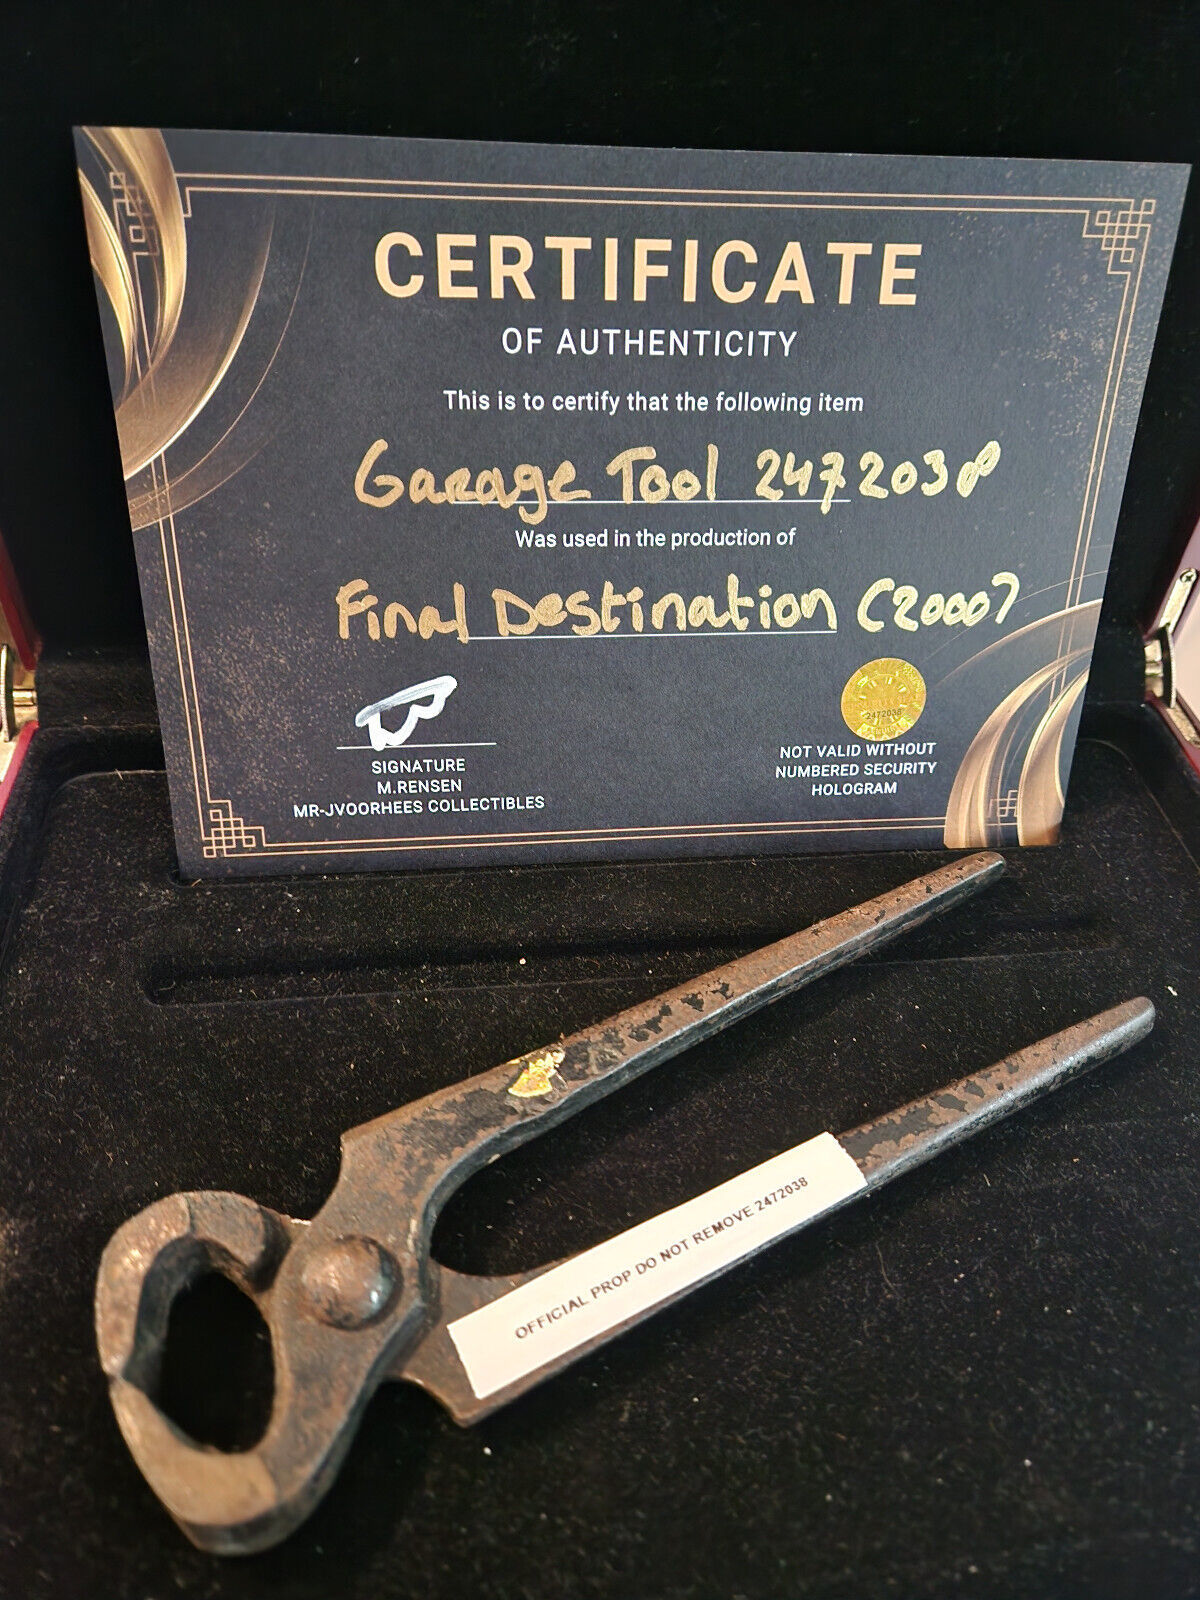 CERTIFICATE
OF AUTHENTICITY
This is to certify that the following item
Garage Tool 2472038
Was used in the production of
Final Destination (2000)
2472038
SIGNATURE
M.RENSEN
MR-JVOORHEES COLLECTIBLES
NOT VALID WITHOUT
NUMBERED SECURITY
HOLOGRAM
OFFICIAL PROP DO NOT REMOVE 2472038